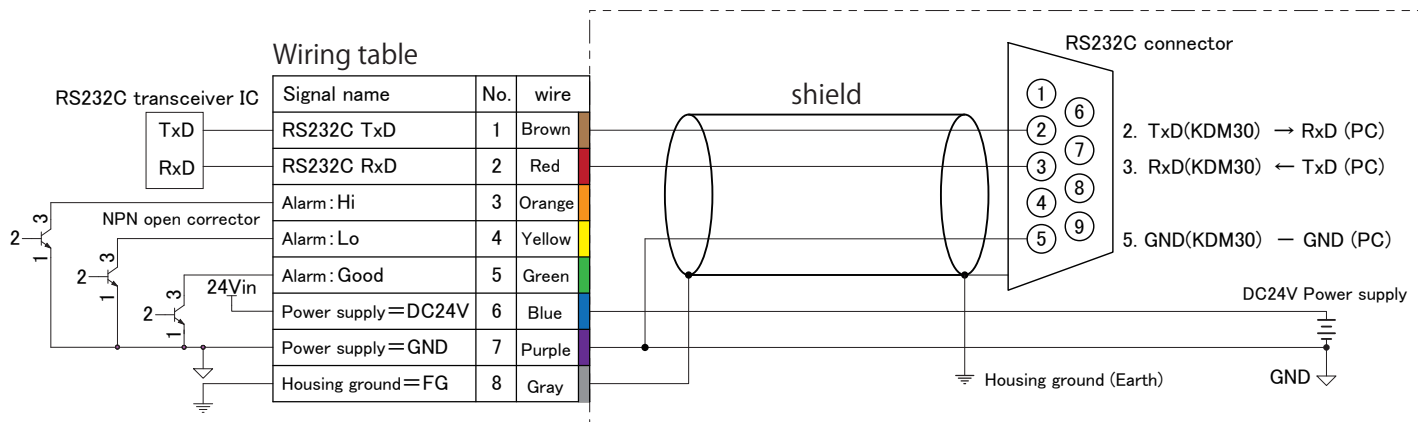 Wiring table
RS232C connector
RS232C transceiver IC
Signal name No. wire
shield
TxD RS232C TxD 1 Brown
RxD RS232C RxD 2 Red
Alarm:Hi 3 Orange
NPN open corrector
Alarm:Lo 4 Yellow
Alarm:Good 5 Green
24Vin
Power supply=DC24V 6 Blue
Power supply=GND 7 Purple
Housing ground=FG 8 Gray
2 3 1
2 3 1
2 3 1
1
6
2
7
3
8
4
9
5
2. TxD(KDM30) → RxD (PC)
3. RxD(KDM30) ← TxD (PC)
5. GND(KDM30) — GND (PC)
DC24V Power supply
Housing ground (Earth)
GND